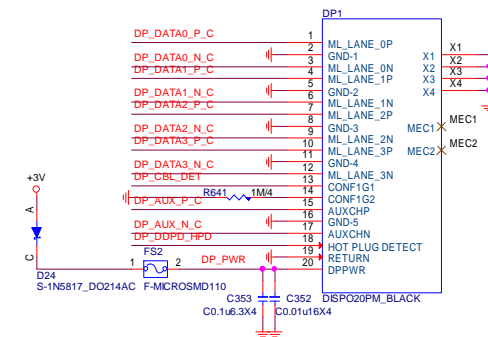 DP1
DP_DATA0_P_C 1 ML_LANE_0P X1 X1
2 GND-1 X2 X2
DP_DATA0_N_C 3 ML_LANE_0N X3 X3
DP_DATA1_P_C 4 ML_LANE_1P X4 X4
5 GND-2
DP_DATA1_N_C 6 ML_LANE_1N
DP_DATA2_P_C 7 ML_LANE_2P
8 GND-3 MEC1 MEC1
DP_DATA2_N_C 9 ML_LANE_2N
DP_DATA3_P_C 10 ML_LANE_3P MEC2 MEC2
11 GND-4
DP_DATA3_N_C 12 ML_LANE_3N
DP_CBL_DET 13 CONF1G1
R641 1M/4 14 CONF1G2
DP_AUX_P_C 15 AUXCHP
16 GND-5
DP_AUX_N_C 17 AUXCHN
DP_DDPD_HPD 18 HOT PLUG DETECT
19 RETURN
DP_PWR 20 DPPWR
+3V
A
C
D24
S-1N5817_DO214AC
FS2
1 2
F-MICROSMD110
DISPO20PM_BLACK
C353 C352
C0.1u6.3X4 C0.01u16X4